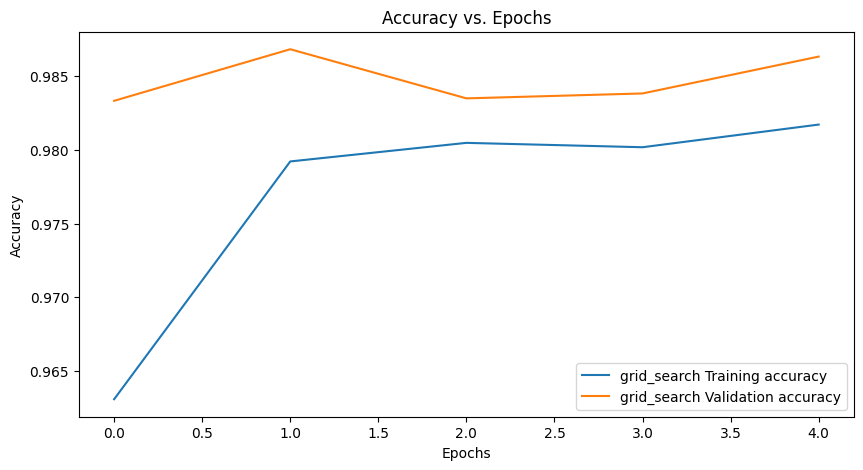 Accuracy vs. Epochs
Accuracy
0.985
0.980
0.975
0.970
0.965
grid_search Training accuracy
grid_search Validation accuracy
0.0 0.5 1.0 1.5 2.0 2.5 3.0 3.5 4.0
Epochs